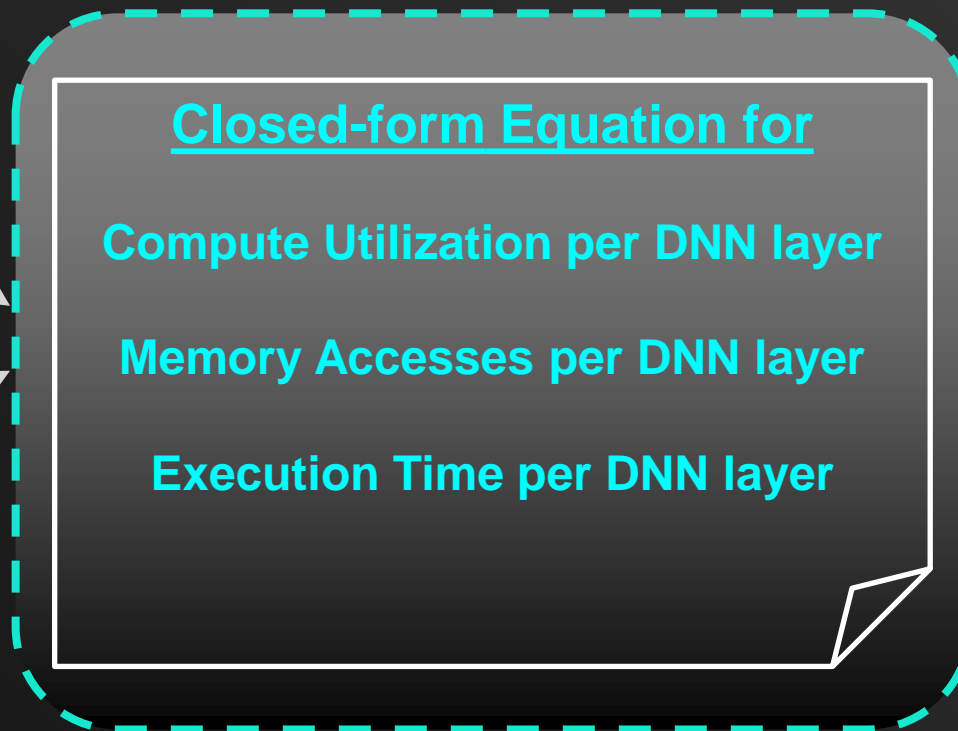 Closed-form Equation for
Compute Utilization per DNN layer
Memory Accesses per DNN layer
Execution Time per DNN layer